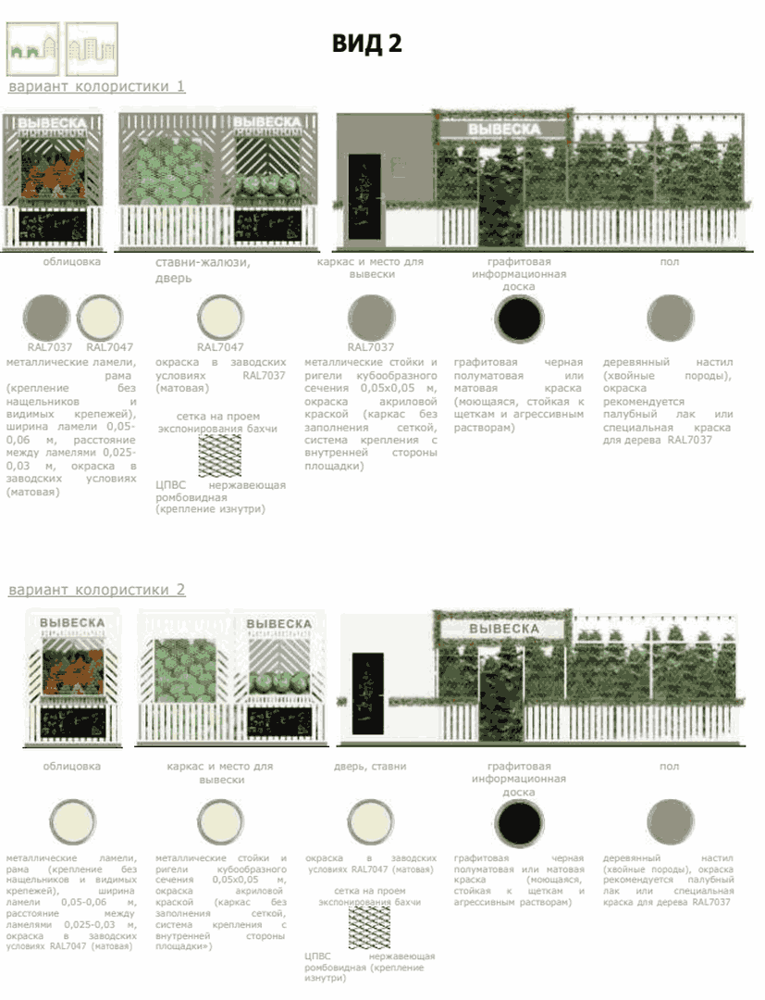 ВИД 2
вариант колористики 1
ВЫВЕСКА
ВЫВЕСКА
ВЫВЕСКА
облицовка
ставни-жалюзи,
дверь
каркас и место для
вывески
графитовая
информационная
доска
пол
RAL7037 RAL7047
RAL7047
RAL7037
металлические ламели,
рама
(крепление без
нащельников и
видимых крепежей),
ширина ламели 0,05-
0,06 м, расстояние
между ламелями 0,025-
0,03 м, окраска в
заводских условиях
(матовая)
окраска в заводских
условиях RAL7037
(матовая)
сетка на проем
экспонирования бахчи
ЦПВС нержавеющая
ромбовидная
(крепление изнутри)
металлические стойки и
ригели кубообразного
сечения 0,05х0,05 м,
окраска акриловой
краской (каркас без
заполнения сеткой,
система крепления с
внутренней стороны
площадки)
графитовая черная
полуматовая или
матовая краска
(моющаяся, стойкая к
щеткам и агрессивным
растворам)
деревянный настил
(хвойные породы),
окраска
рекомендуется
палубный лак или
специальная краска
для дерева RAL7037
вариант колористики 2
ВЫВЕСКА
ВЫВЕСКА
ВЫВЕСКА
облицовка
каркас и место для
вывески
дверь, ставни
графитовая
информационная
доска
пол
металлические ламели,
рама (крепление без
нащельников и видимых
крепежей), ширина
ламели 0,05-0,06 м,
расстояние между
ламелями 0,025-0,03 м,
окраска в заводских
условиях RAL7047 (матовая)
металлические стойки и
ригели кубообразного
сечения 0,05х0,05 м,
окраска акриловой
краской (каркас без
заполнения сеткой,
система крепления с
внутренней стороны
площадки»)
окраска в заводских
условиях RAL7047 (матовая)
сетка на проем
экспонирования бахчи
ЦПВС нержавеющая
ромбовидная (крепление
изнутри)
графитовая черная
полуматовая или матовая
краска (моющаяся,
стойкая к щеткам и
агрессивным растворам)
деревянный настил
(хвойные породы), окраска
рекомендуется палубный
лак или специальная
краска для дерева RAL7037